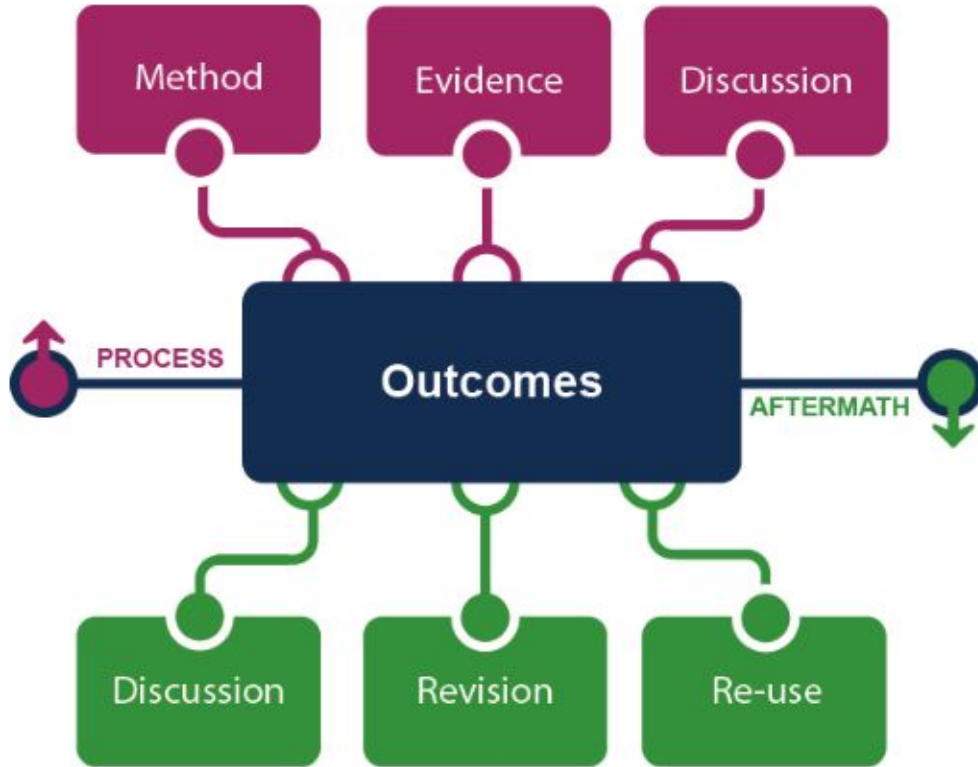 Method
Evidence
Discussion
PROCESS
Outcomes
AFTERMATH
Discussion
Revision
Re-use